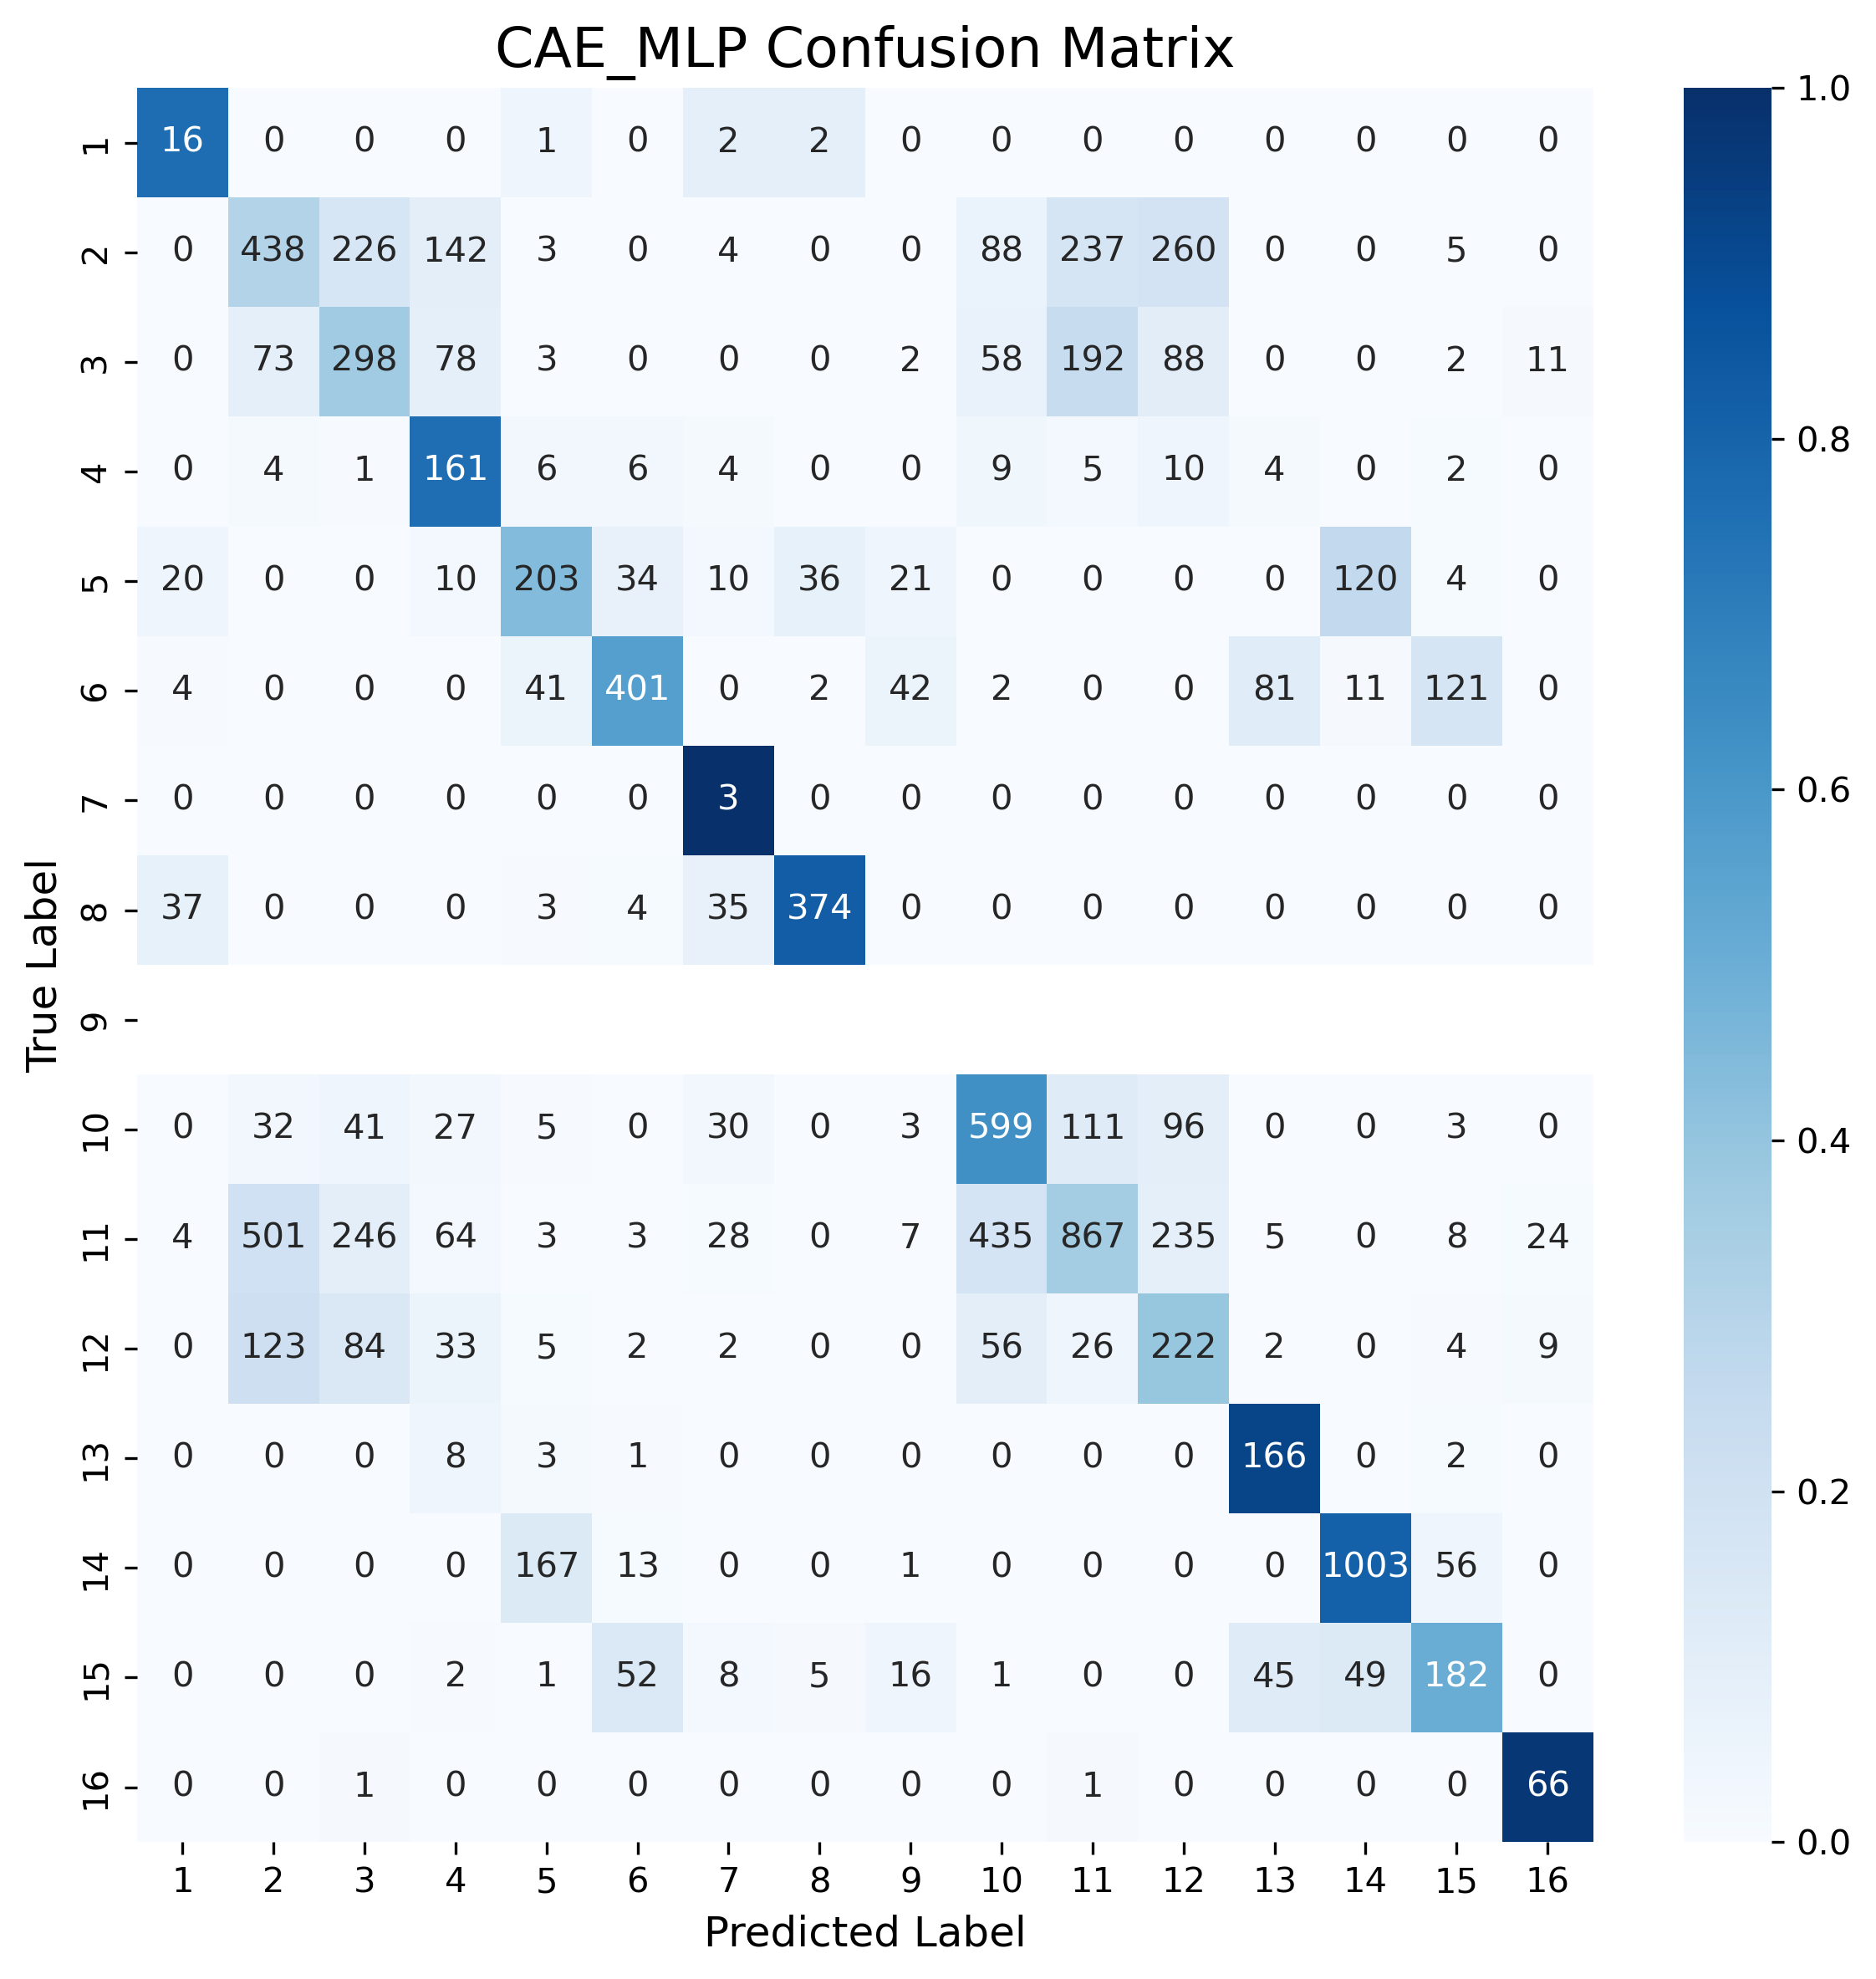 CAE_MLP Confusion Matrix
1 16 0 0 0 1 0 2 2 0 0 0 0 0 0 0 0
2 0 438 226 142 3 0 4 0 0 88 237 260 0 0 5 0
3 0 73 298 78 3 0 0 0 2 58 192 88 0 0 2 11
4 0 4 1 161 6 6 4 0 0 9 5 10 4 0 2 0
5 20 0 0 10 203 34 10 36 21 0 0 0 0 120 4 0
6 4 0 0 0 41 401 0 2 42 2 0 0 81 11 121 0
7 0 0 0 0 0 0 3 0 0 0 0 0 0 0 0 0
8 37 0 0 0 3 4 35 374 0 0 0 0 0 0 0 0
9
10 0 32 41 27 5 0 30 0 3 599 111 96 0 0 3 0
11 4 501 246 64 3 3 28 0 7 435 867 235 5 0 8 24
12 0 123 84 33 5 2 2 0 0 56 26 222 2 0 4 9
13 0 0 0 8 3 1 0 0 0 0 0 0 166 0 2 0
14 0 0 0 0 167 13 0 0 1 0 0 0 0 1003 56 0
15 0 0 0 2 1 52 8 5 16 1 0 0 45 49 182 0
16 0 0 1 0 0 0 0 0 0 0 1 0 0 0 0 66
1 2 3 4 5 6 7 8 9 10 11 12 13 14 15 16
Predicted Label
True Label
1.0
0.8
0.6
0.4
0.2
0.0